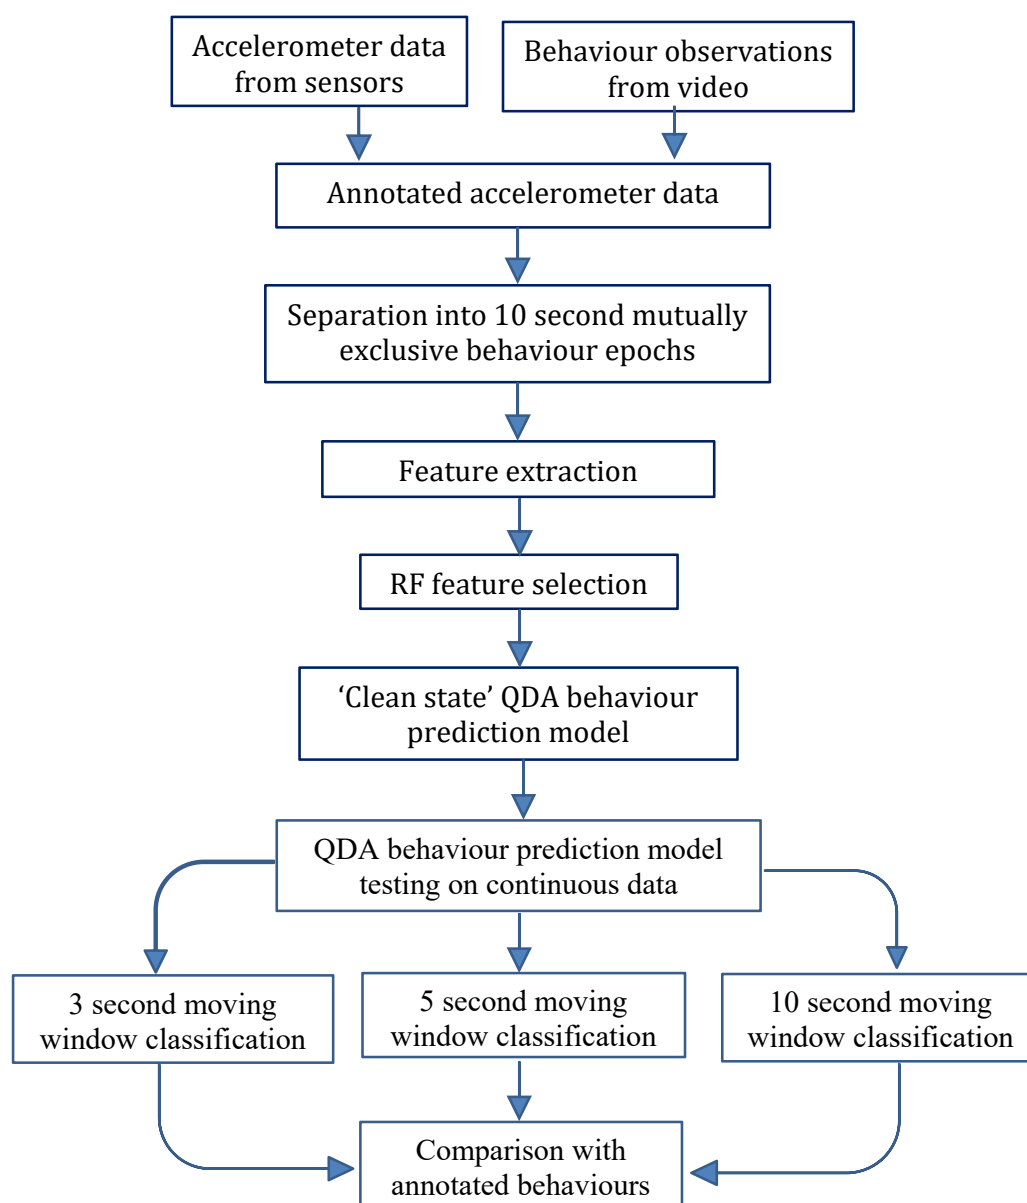 Accelerometer data
from sensors
Behaviour observations
from video
Annotated accelerometer data
Separation into 10 second mutually
exclusive behaviour epochs
Feature extraction
RF feature selection
‘Clean state’ QDA behaviour
prediction model
QDA behaviour prediction model
testing on continuous data
3 second moving
window classification
5 second moving
window classification
10 second moving
window classification
Comparison with
annotated behaviours